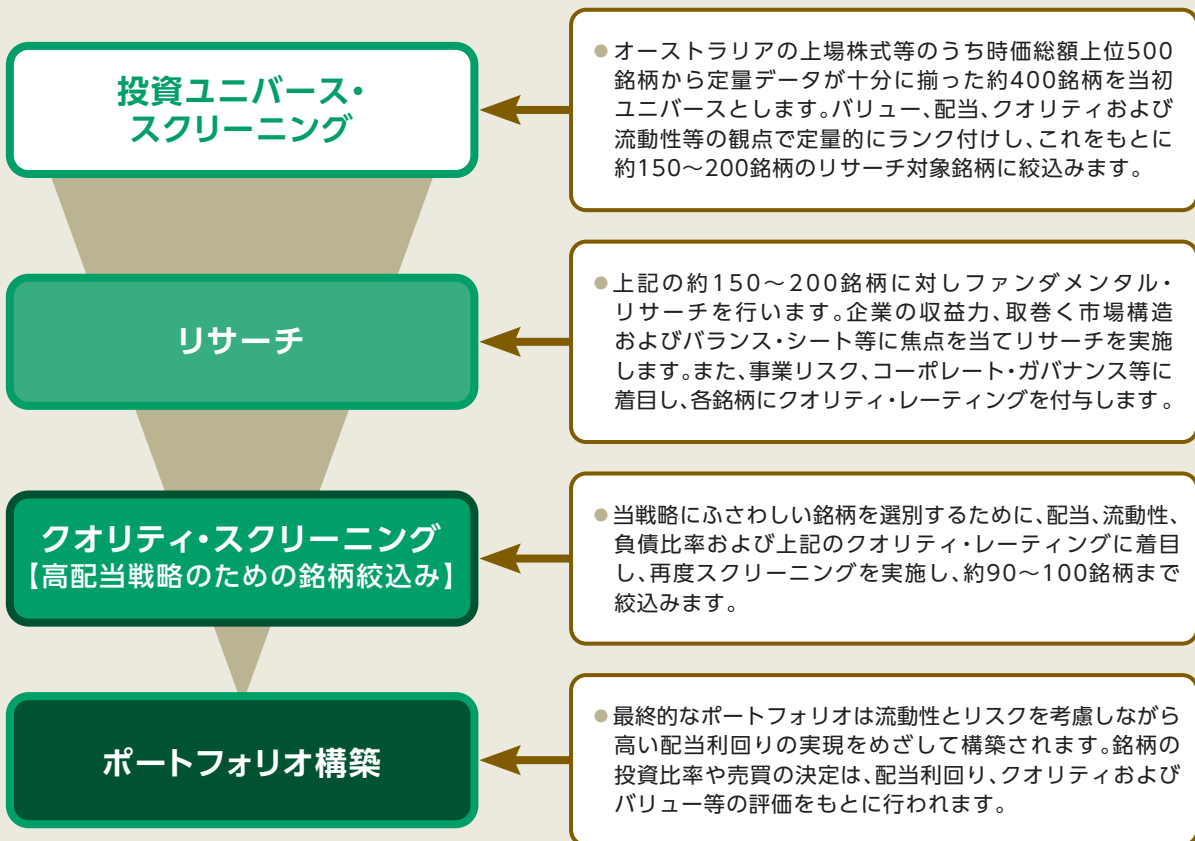 投資ユニバース・
スクリーニング
●オーストラリアの上場株式等のうち時価総額上位500
銘柄から定量データが十分に揃った約400銘柄を当初
ユニバースとします。バリュー、配当、クオリティおよび
流動性等の観点で定量的にランク付けし、これをもとに
約150～200銘柄のリサーチ対象銘柄に絞込みます。
リサーチ
●上記の約150～200銘柄に対しファンダメンタル・
リサーチを行います。企業の収益力、取巻く市場構造
およびバランス・シート等に焦点を当てリサーチを実施
します。また、事業リスク、コーポレート・ガバナンス等に
着目し、各銘柄にクオリティ・レーティングを付与します。
クオリティ・スクリーニング
【高配当戦略のための銘柄絞込み】
●当戦略にふさわしい銘柄を選別するために、配当、流動性、
負債比率および上記のクオリティ・レーティングに着目
し、再度スクリーニングを実施し、約90～100銘柄まで
絞込みます。
ポートフォリオ構築
●最終的なポートフォリオは流動性とリスクを考慮しながら
高い配当利回りの実現をめざして構築されます。銘柄の
投資比率や売買の決定は、配当利回り、クオリティおよび
バリュー等の評価をもとに行われます。